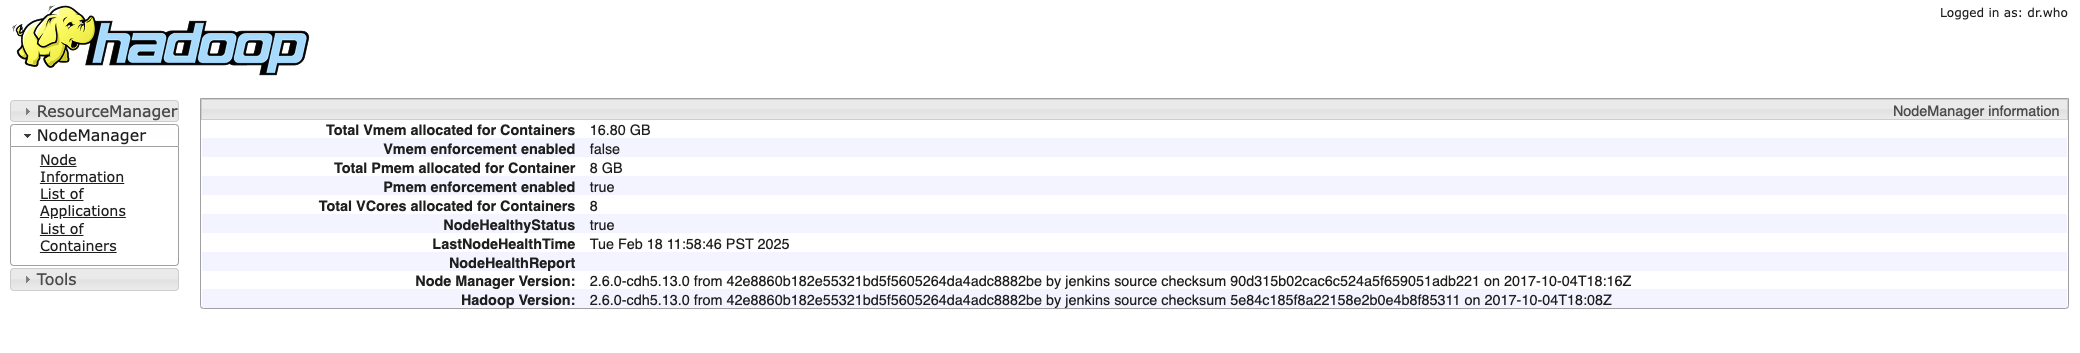 Logged in as: dr.who
hadoop
ResourceManager
NodeManager
Node
Information
List of
Applications
List of
Containers
Tools
NodeManager information
Total Vmem allocated for Containers 16.80 GB
Vmem enforcement enabled false
Total Pmem allocated for Container 8 GB
Pmem enforcement enabled true
Total VCores allocated for Containers 8
NodeHealthyStatus true
LastNodeHealthTime Tue Feb 18 11:58:46 PST 2025
NodeHealthReport
Node Manager Version: 2.6.0-cdh5.13.0 from 42e8860b182e55321bd5f5605264da4adc8882be by jenkins source checksum 90d315b02cac6c524a5f659051adb221 on 2017-10-04T18:16Z
Hadoop Version: 2.6.0-cdh5.13.0 from 42e8860b182e55321bd5f5605264da4adc8882be by jenkins source checksum 5e84c185f8a22158e2b0e4b8f85311 on 2017-10-04T18:08Z